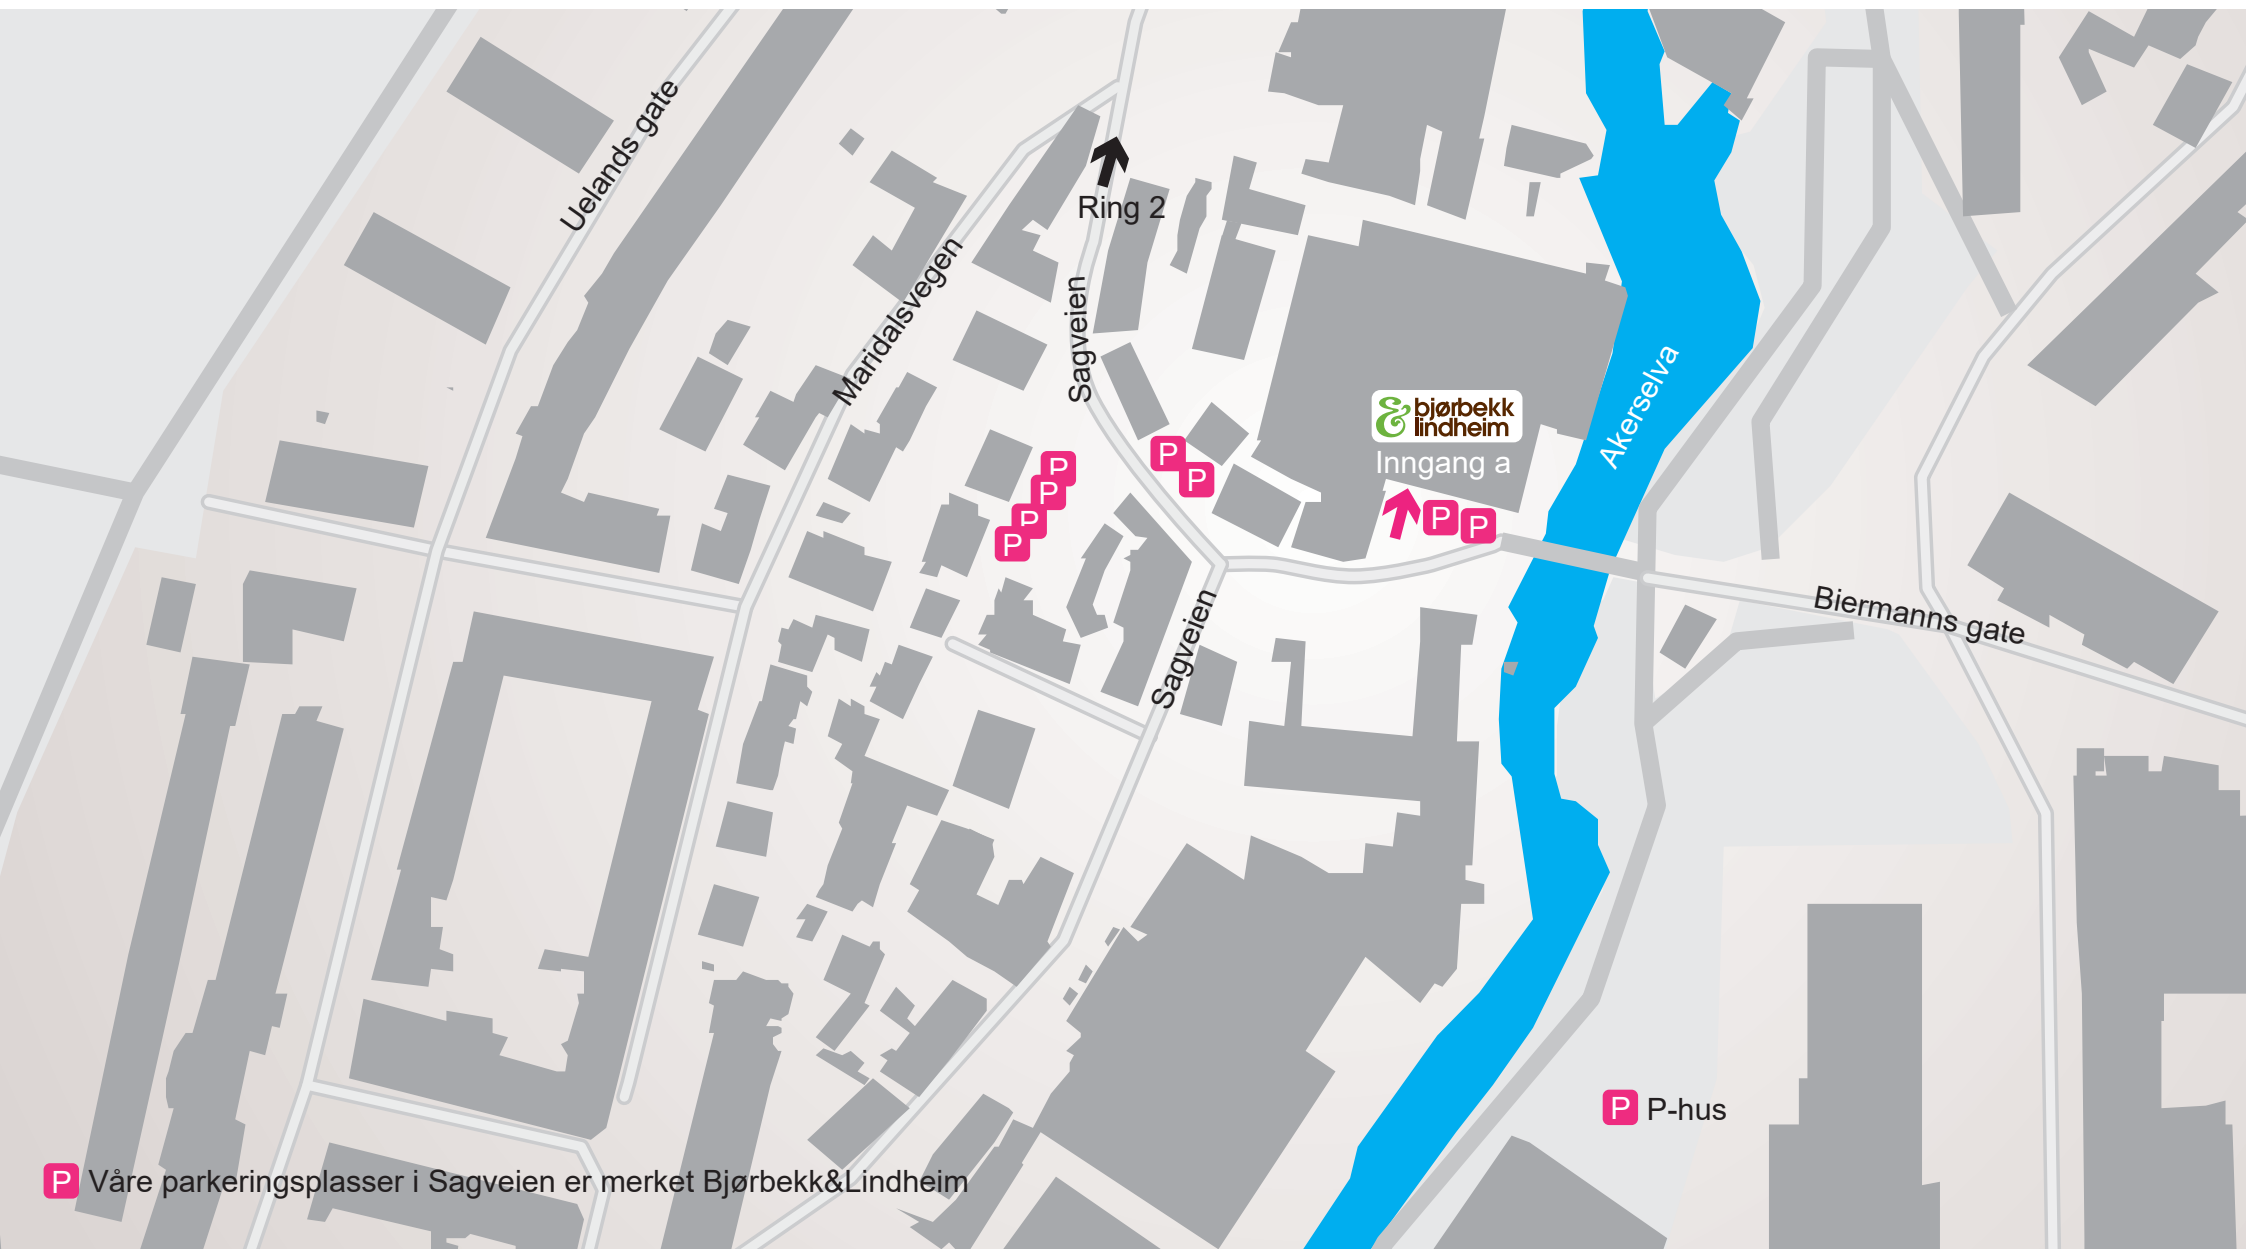 Uelands gate
Ring 2
Maridalsvegen
Sagveien
Akerselva
& bjørbekk
lindheim
Inngang a
P
P
P
P
P
P
P
P
Sagveien
Biermanns gate
P P-hus
P Våre parkeringsplasser i Sagveien er merket Bjørbekk&Lindheim